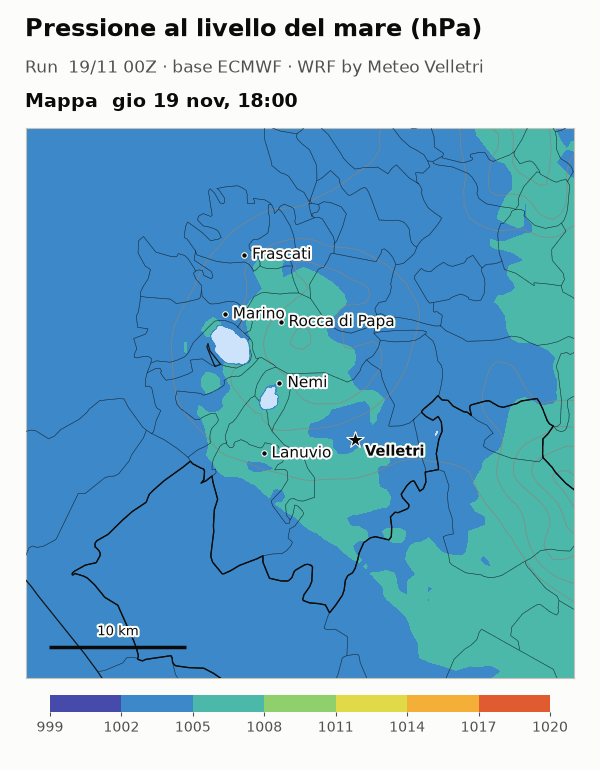 Pressione al livello del mare (hPa)
Run 19/11 00Z · base ECMWF · WRF by Meteo Velletri
Mappa gio 19 nov, 18:00
Frascati
Marino
Rocca di Papa
Nemi
Velletri
Lanuvio
10 km
999 1002 1005 1008 1011 1014 1017 1020